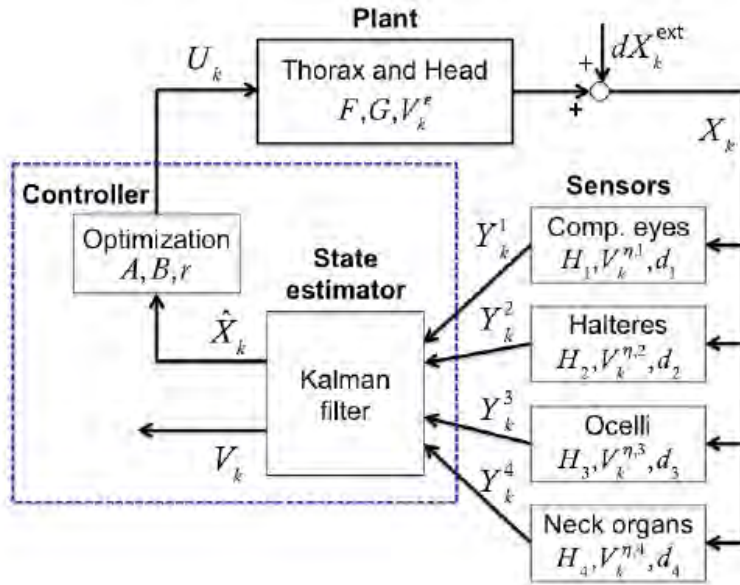 Plant
U_k
Thorax and Head
F,G,V_k^ε
+
+
dX_k^ext
X_k
Controller
Optimization
A,B,r
State
estimator
X̂_k
Kalman
filter
V_k
Sensors
Y_k^1
Comp. eyes
H_1,V_k^η,1,d_1
Y_k^2
Halteres
H_2,V_k^η,2,d_2
Y_k^3
Ocelli
H_3,V_k^η,3,d_3
Y_k^4
Neck organs
H_4,V_k^η,4,d_4